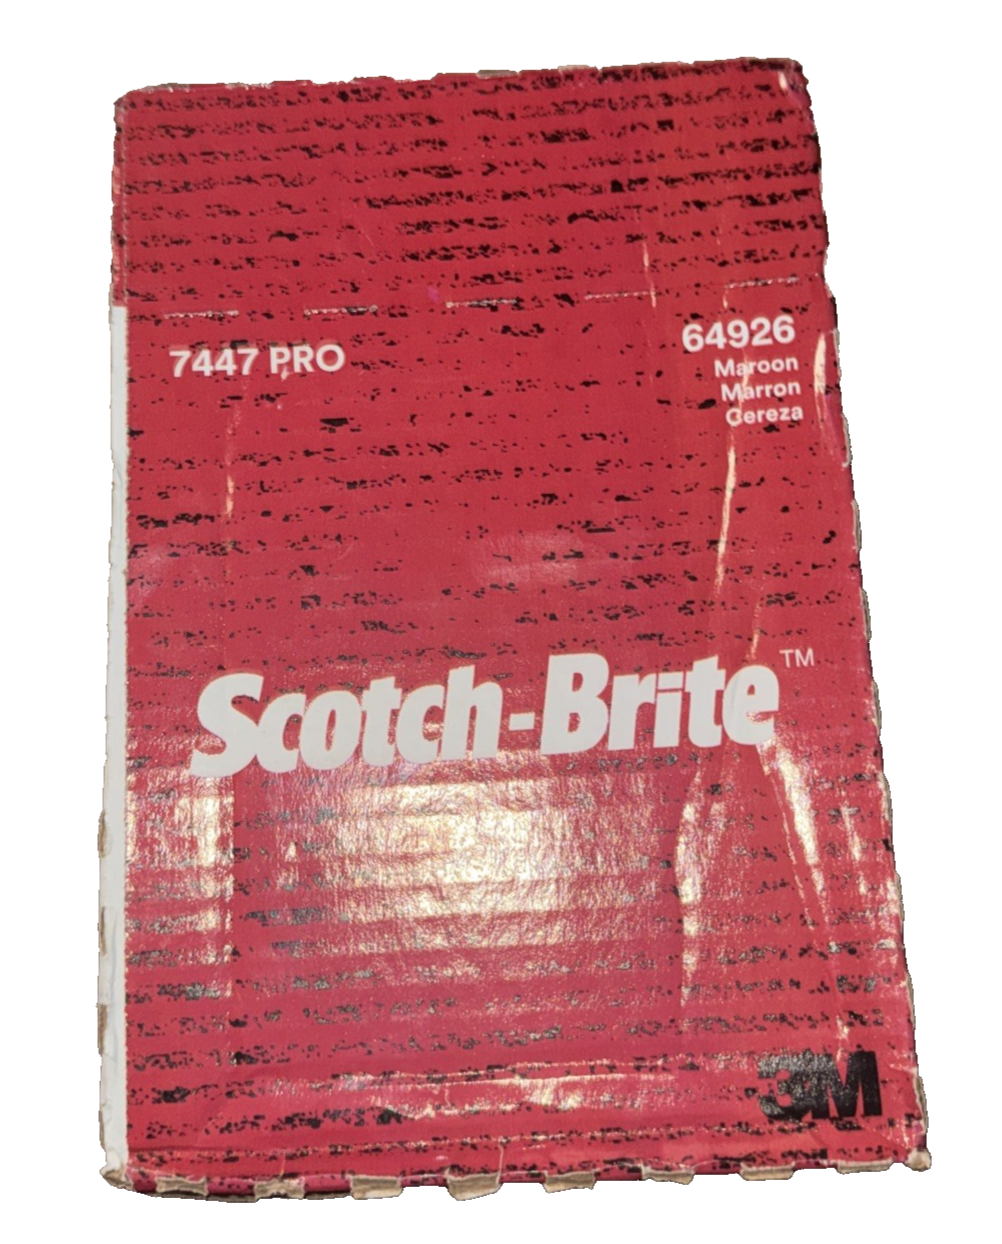 7447 PRO
64926
Maroon
Marron
Cereza
Scotch-Brite™
3M